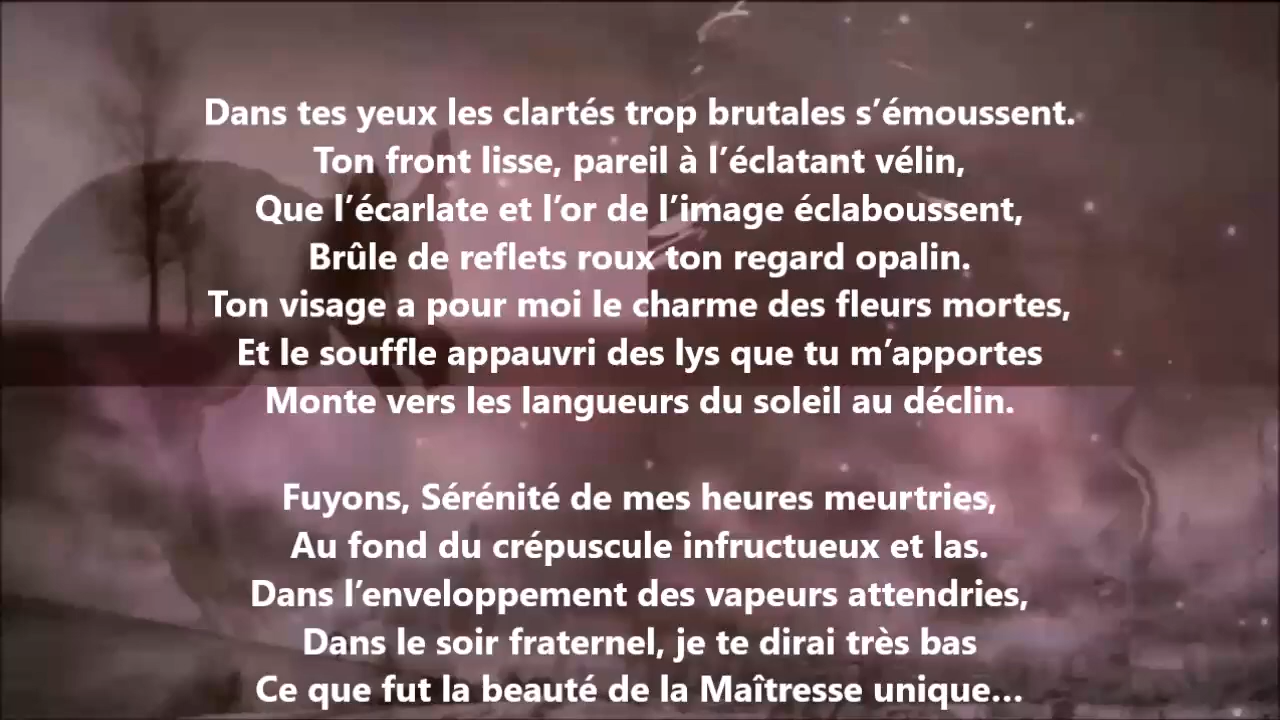 Dans tes yeux les clartés trop brutales s’émoussent.
Ton front lisse, pareil à l’éclatant vélin,
Que l’écarlate et l’or de l’image éclaboussent,
Brûle de reflets roux ton regard opalin.
Ton visage a pour moi le charme des fleurs mortes,
Et le souffle appauvri des lys que tu m’apportes
Monte vers les langueurs du soleil au déclin.

Fuyons, Sérénité de mes heures meurtries,
Au fond du crépuscule infructueux et las.
Dans l’enveloppement des vapeurs attendries,
Dans le soir fraternel, je te dirai très bas
Ce que fut la beauté de la Maîtresse unique…